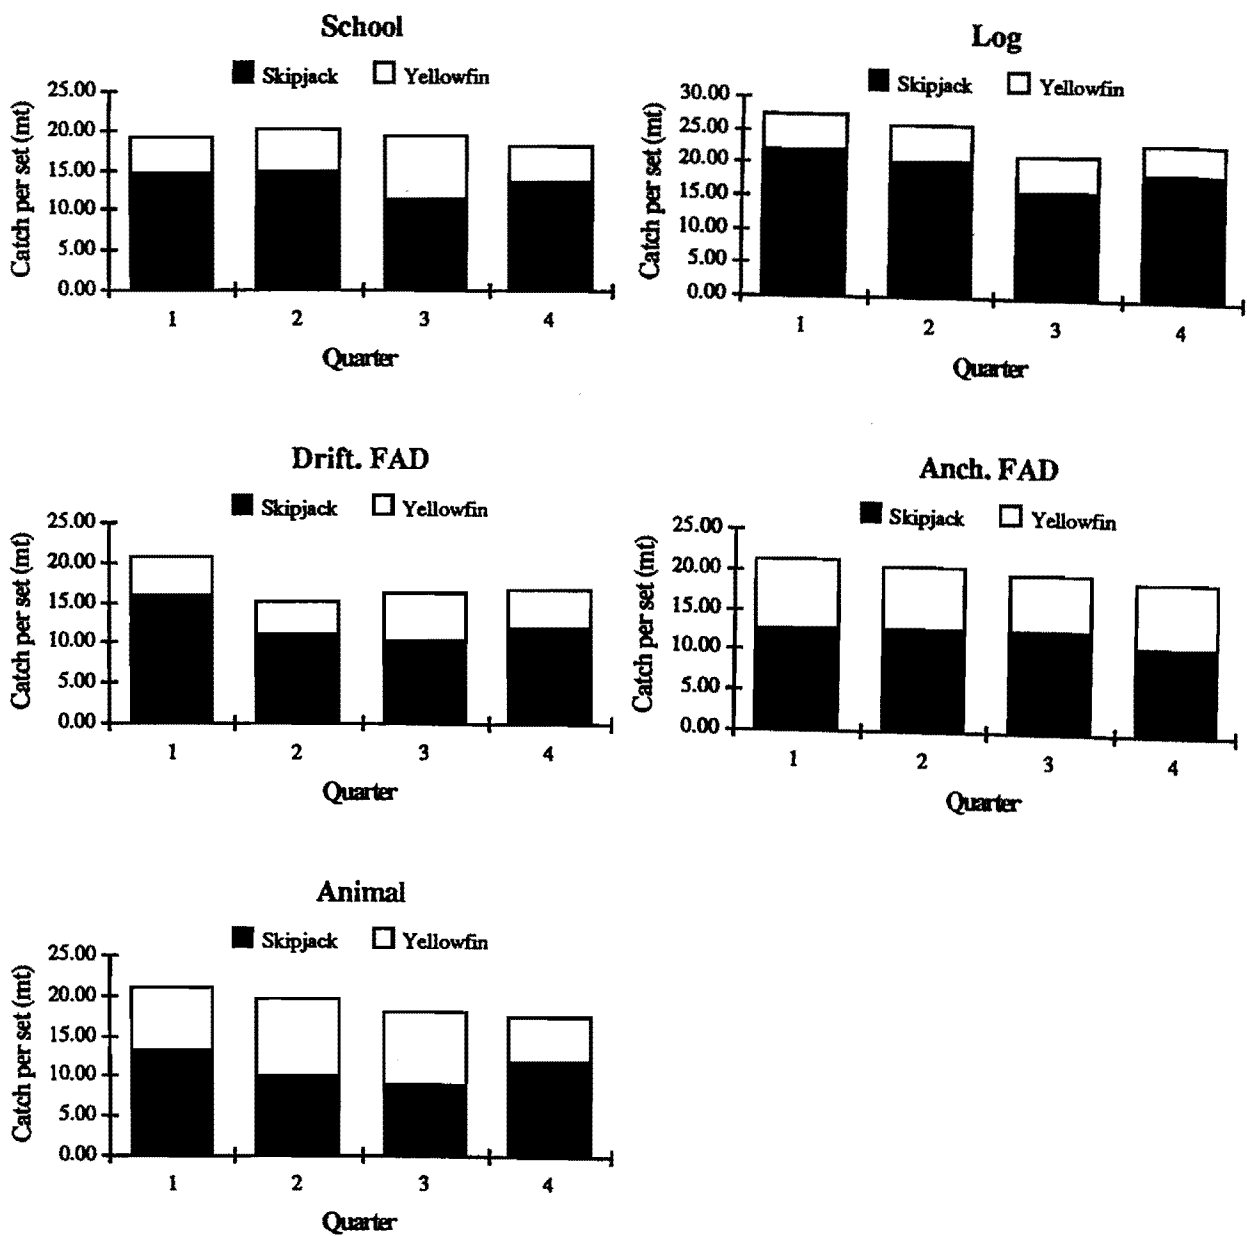 School
Skipjack Yellowfin
Catch per set (mt)
25.00
20.00
15.00
10.00
5.00
0.00
1 2 3 4
Quarter
Log
Skipjack Yellowfin
Catch per set (mt)
30.00
25.00
20.00
15.00
10.00
5.00
0.00
1 2 3 4
Quarter
Drift. FAD
Skipjack Yellowfin
Catch per set (mt)
25.00
20.00
15.00
10.00
5.00
0.00
1 2 3 4
Quarter
Anch. FAD
Skipjack Yellowfin
Catch per set (mt)
25.00
20.00
15.00
10.00
5.00
0.00
1 2 3 4
Quarter
Animal
Skipjack Yellowfin
Catch per set (mt)
25.00
20.00
15.00
10.00
5.00
0.00
1 2 3 4
Quarter